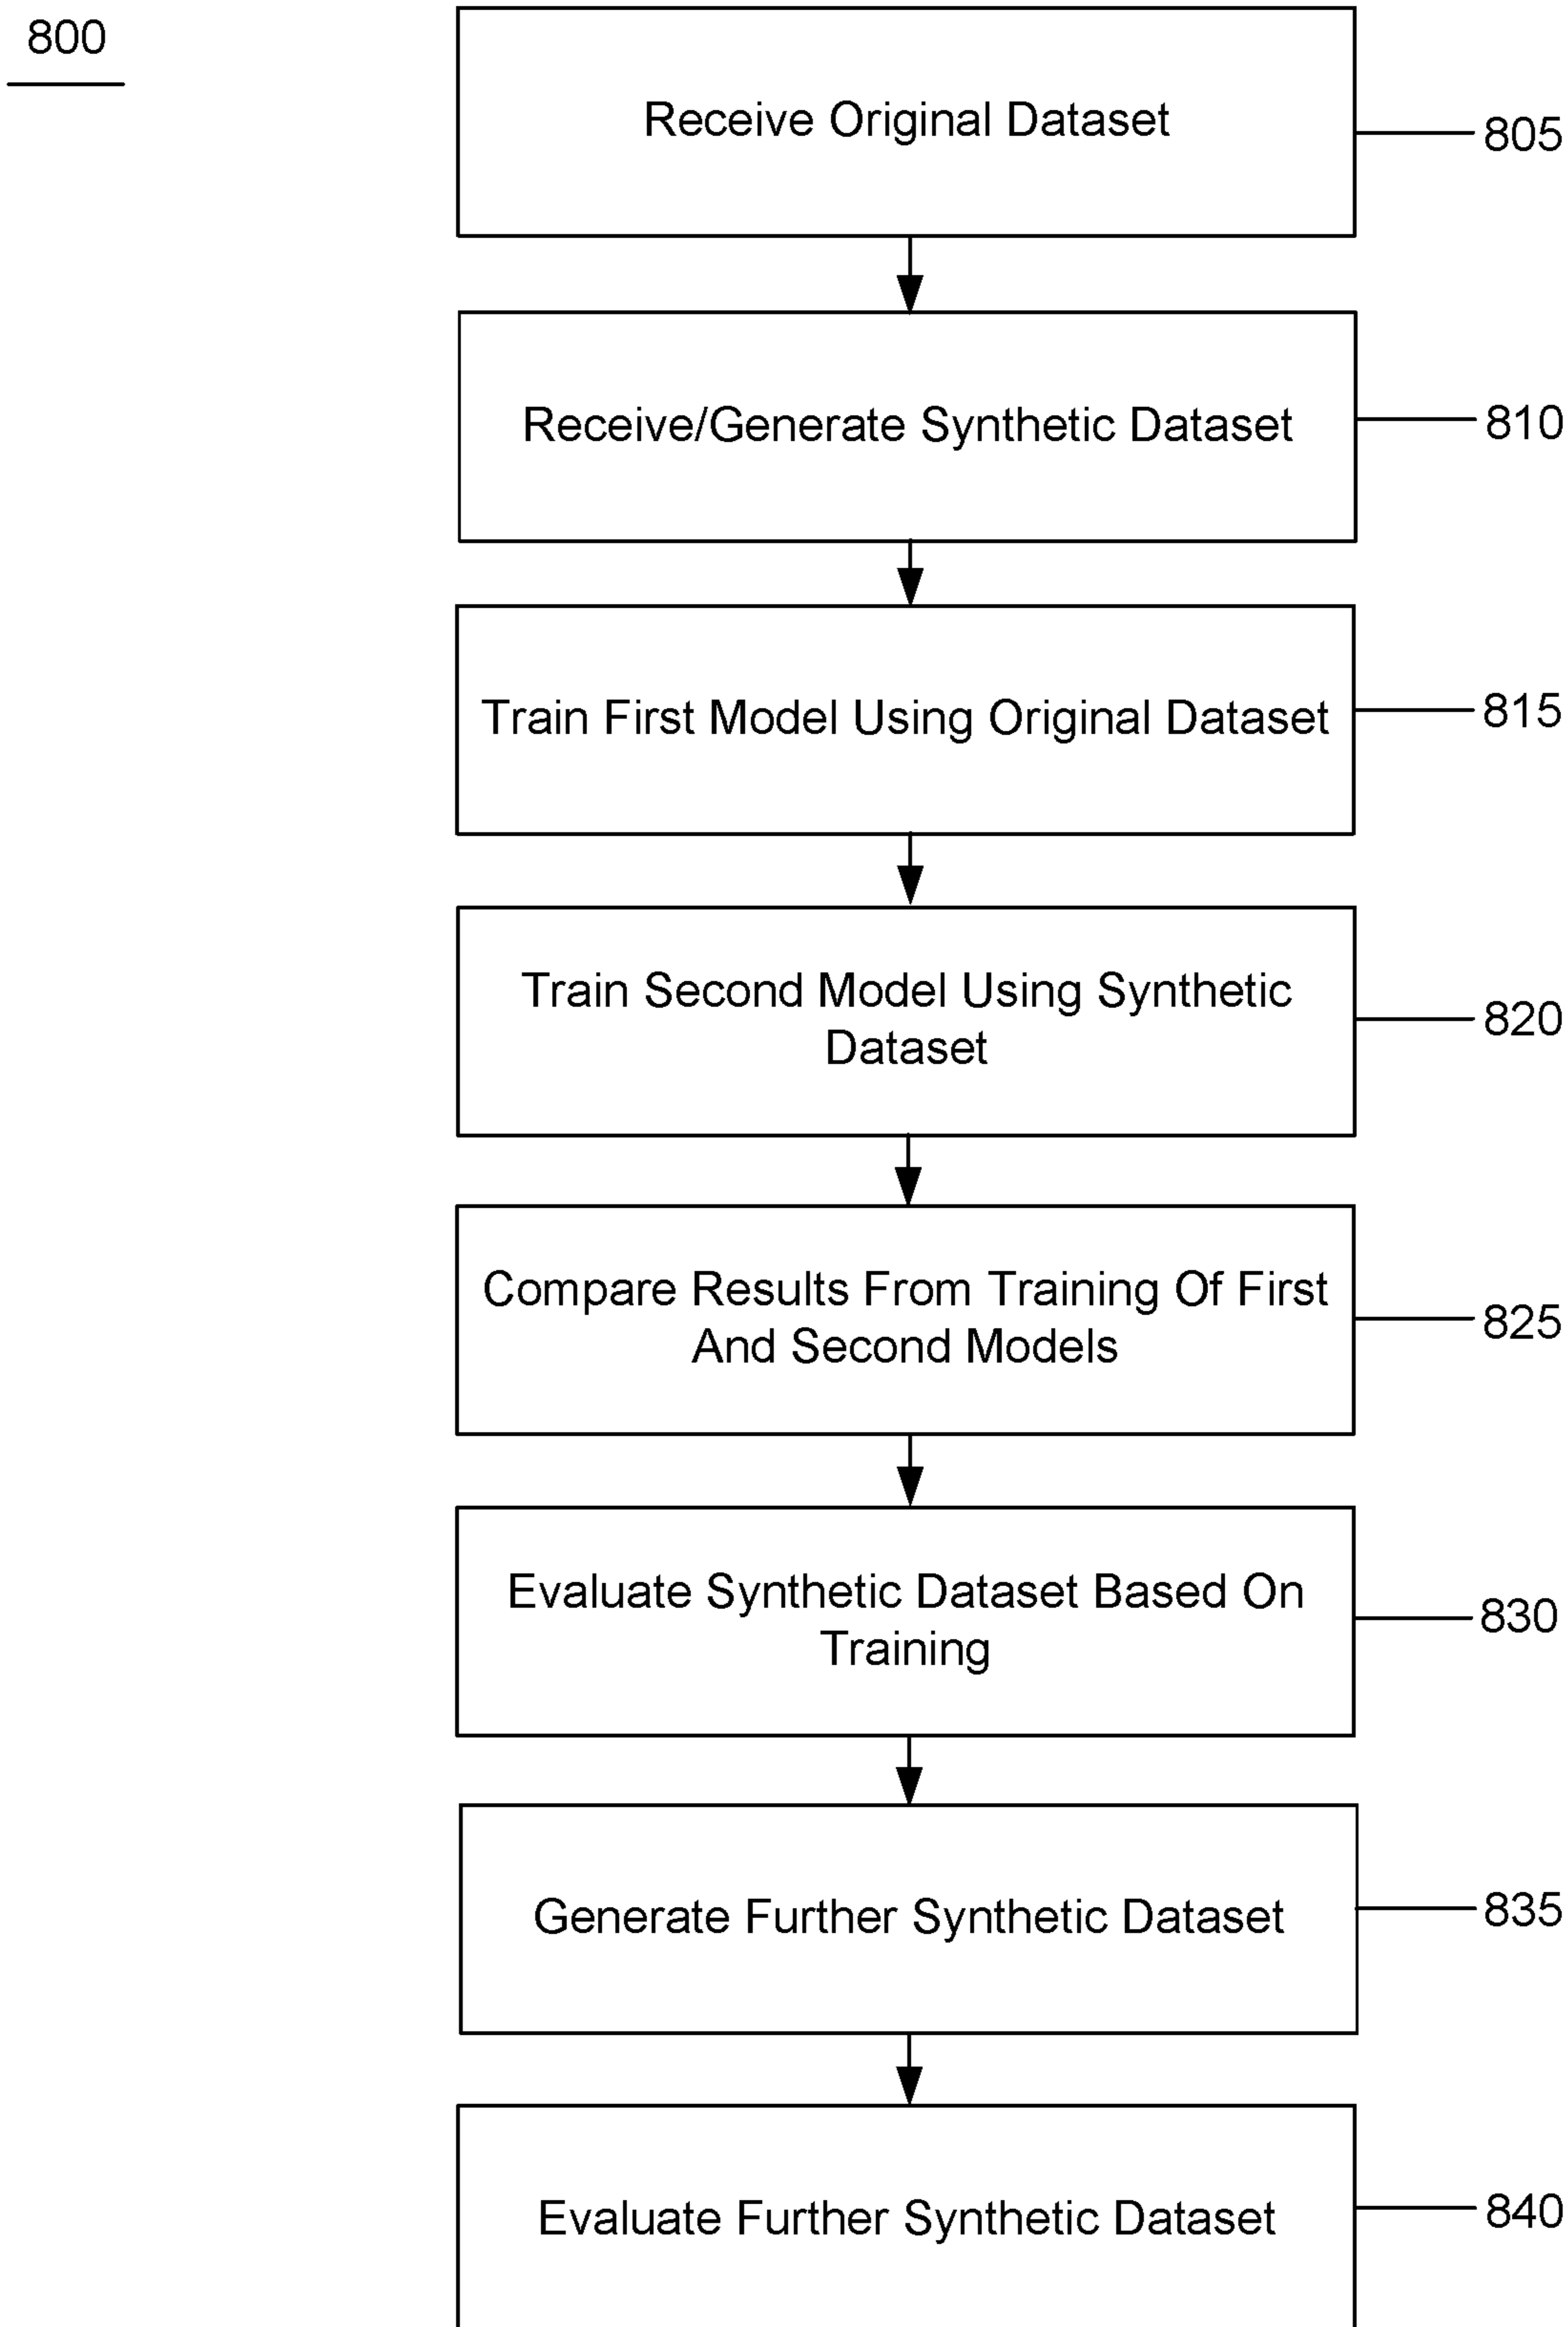 800
Receive Original Dataset
805
Receive/Generate Synthetic Dataset
810
Train First Model Using Original Dataset
815
Train Second Model Using Synthetic
Dataset
820
Compare Results From Training Of First
And Second Models
825
Evaluate Synthetic Dataset Based On
Training
830
Generate Further Synthetic Dataset
835
Evaluate Further Synthetic Dataset
840